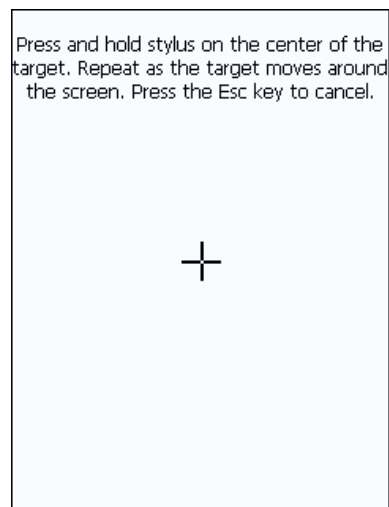 Press and hold stylus on the center of the
target. Repeat as the target moves around
the screen. Press the Esc key to cancel.